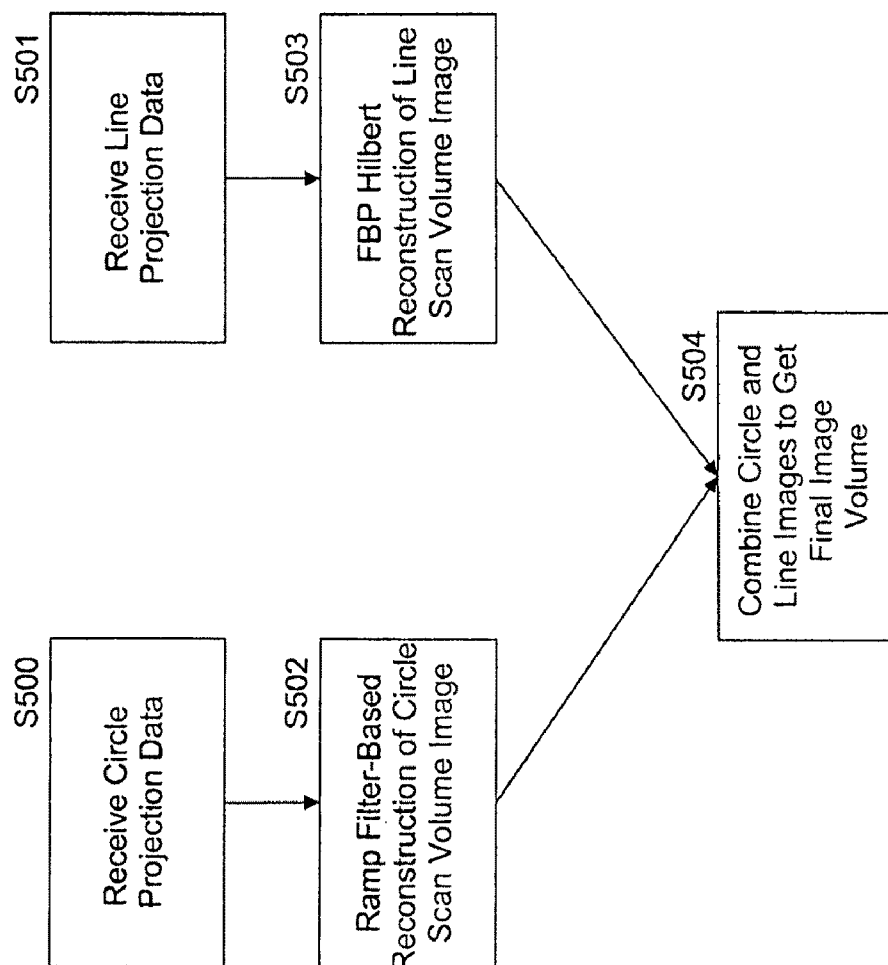 S500
Receive Circle
Projection Data
S501
Receive Line
Projection Data
S502
Ramp Filter-Based
Reconstruction of Circle
Scan Volume Image
S503
FBP Hilbert
Reconstruction of Line
Scan Volume Image
S504
Combine Circle and
Line Images to Get
Final Image
Volume